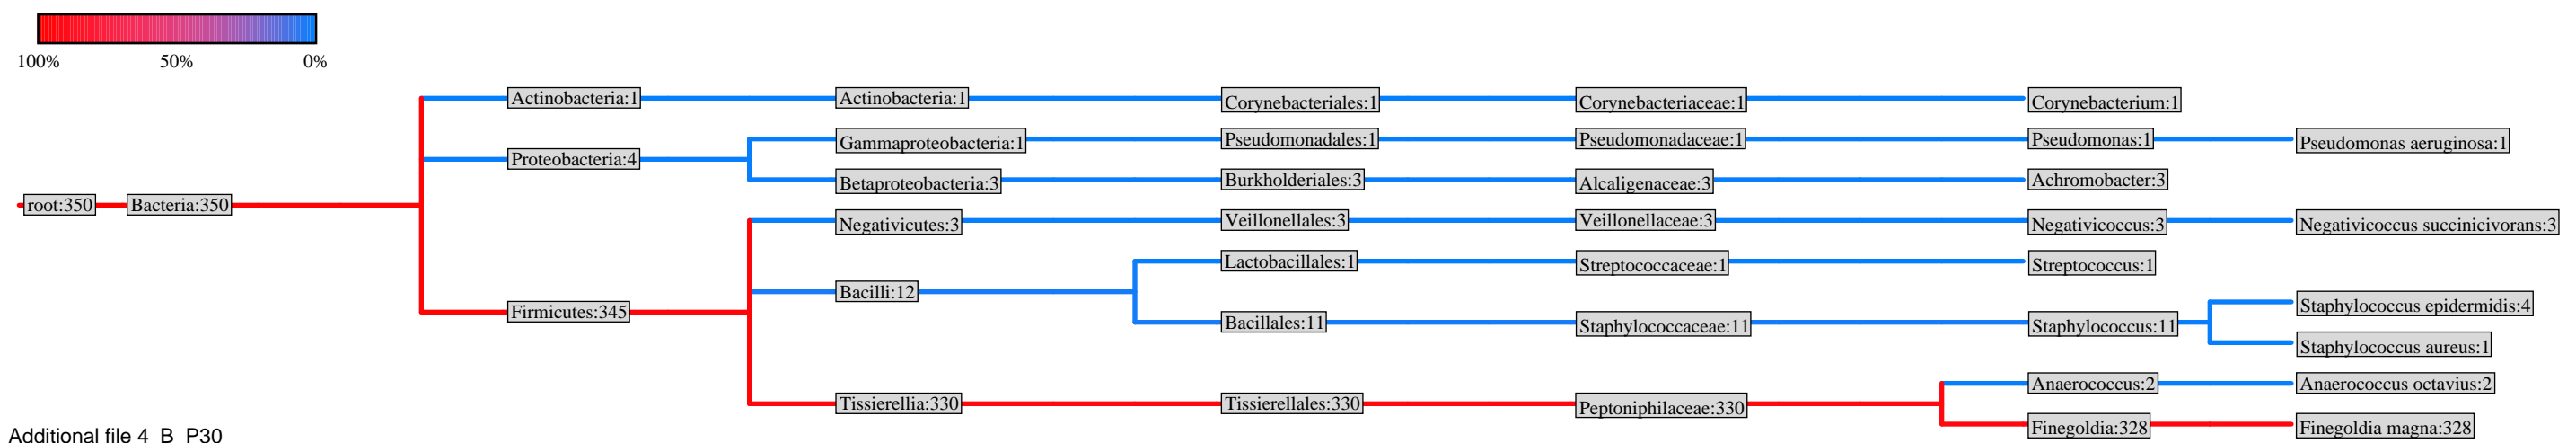 100% 50% 0%
Actinobacteria:1 Actinobacteria:1 Corynebacteriales:1 Corynebacteriaceae:1 Corynebacterium:1
Gammaproteobacteria:1 Pseudomonadales:1 Pseudomonadaceae:1 Pseudomonas:1 Pseudomonas aeruginosa:1
Proteobacteria:4
Betaproteobacteria:3 Burkholderiales:3 Alcaligenaceae:3 Achromobacter:3
root:350 Bacteria:350
Negativicutes:3 Veillonellales:3 Veillonellaceae:3 Negativicoccus:3 Negativicoccus succinicivorans:3
Lactobacillales:1 Streptococcaceae:1 Streptococcus:1
Bacilli:12
Staphylococcus epidermidis:4
Firmicutes:345
Bacillales:11 Staphylococcaceae:11 Staphylococcus:11
Staphylococcus aureus:1
Anaerococcus:2 Anaerococcus octavius:2
Tissierellia:330 Tissierellales:330 Peptoniphilaceae:330
Finegoldia:328 Finegoldia magna:328
Additional file 4_B_P30